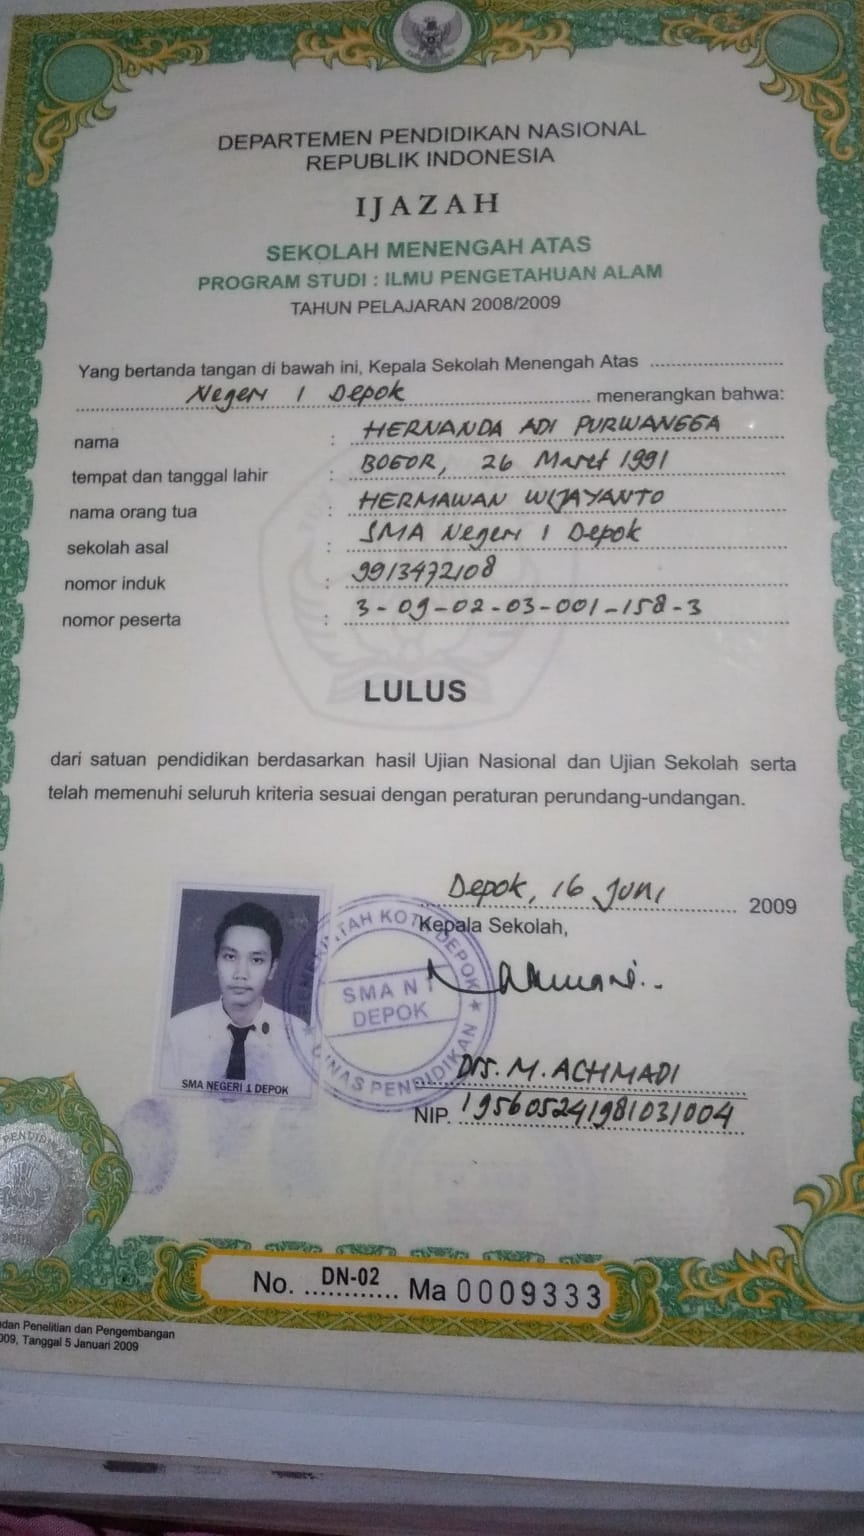 DEPARTEMEN PENDIDIKAN NASIONAL
REPUBLIK INDONESIA
IJAZAH
SEKOLAH MENENGAH ATAS
PROGRAM STUDI : ILMU PENGETAHUAN ALAM
TAHUN PELAJARAN 2008/2009
Yang bertanda tangan di bawah ini, Kepala Sekolah Menengah Atas
Negeri 1 Depok menerangkan bahwa:
nama : HERNANDA ADI PURWANGGA
tempat dan tanggal lahir : BOGOR, 26 Maret 1991
nama orang tua : HERMAWAN WIJAYANTO
sekolah asal : SMA Negeri 1 Depok
nomor induk : 9913472108
nomor peserta : 3-09-02-03-001-158-3
LULUS
dari satuan pendidikan berdasarkan hasil Ujian Nasional dan Ujian Sekolah serta
telah memenuhi seluruh kriteria sesuai dengan peraturan perundang-undangan.
Depok, 16 Juni 2009
Kepala Sekolah,
PEMERINTAH KOTA DEPOK
SMA N 1
DEPOK
DINAS PENDIDIKAN
Drs. M. ACHMADI
NIP. 195605241981031004
SMA NEGERI 1 DEPOK
No. DN-02 Ma 0009333
dan Penelitian dan Pengembangan
009, Tanggal 5 Januari 2009